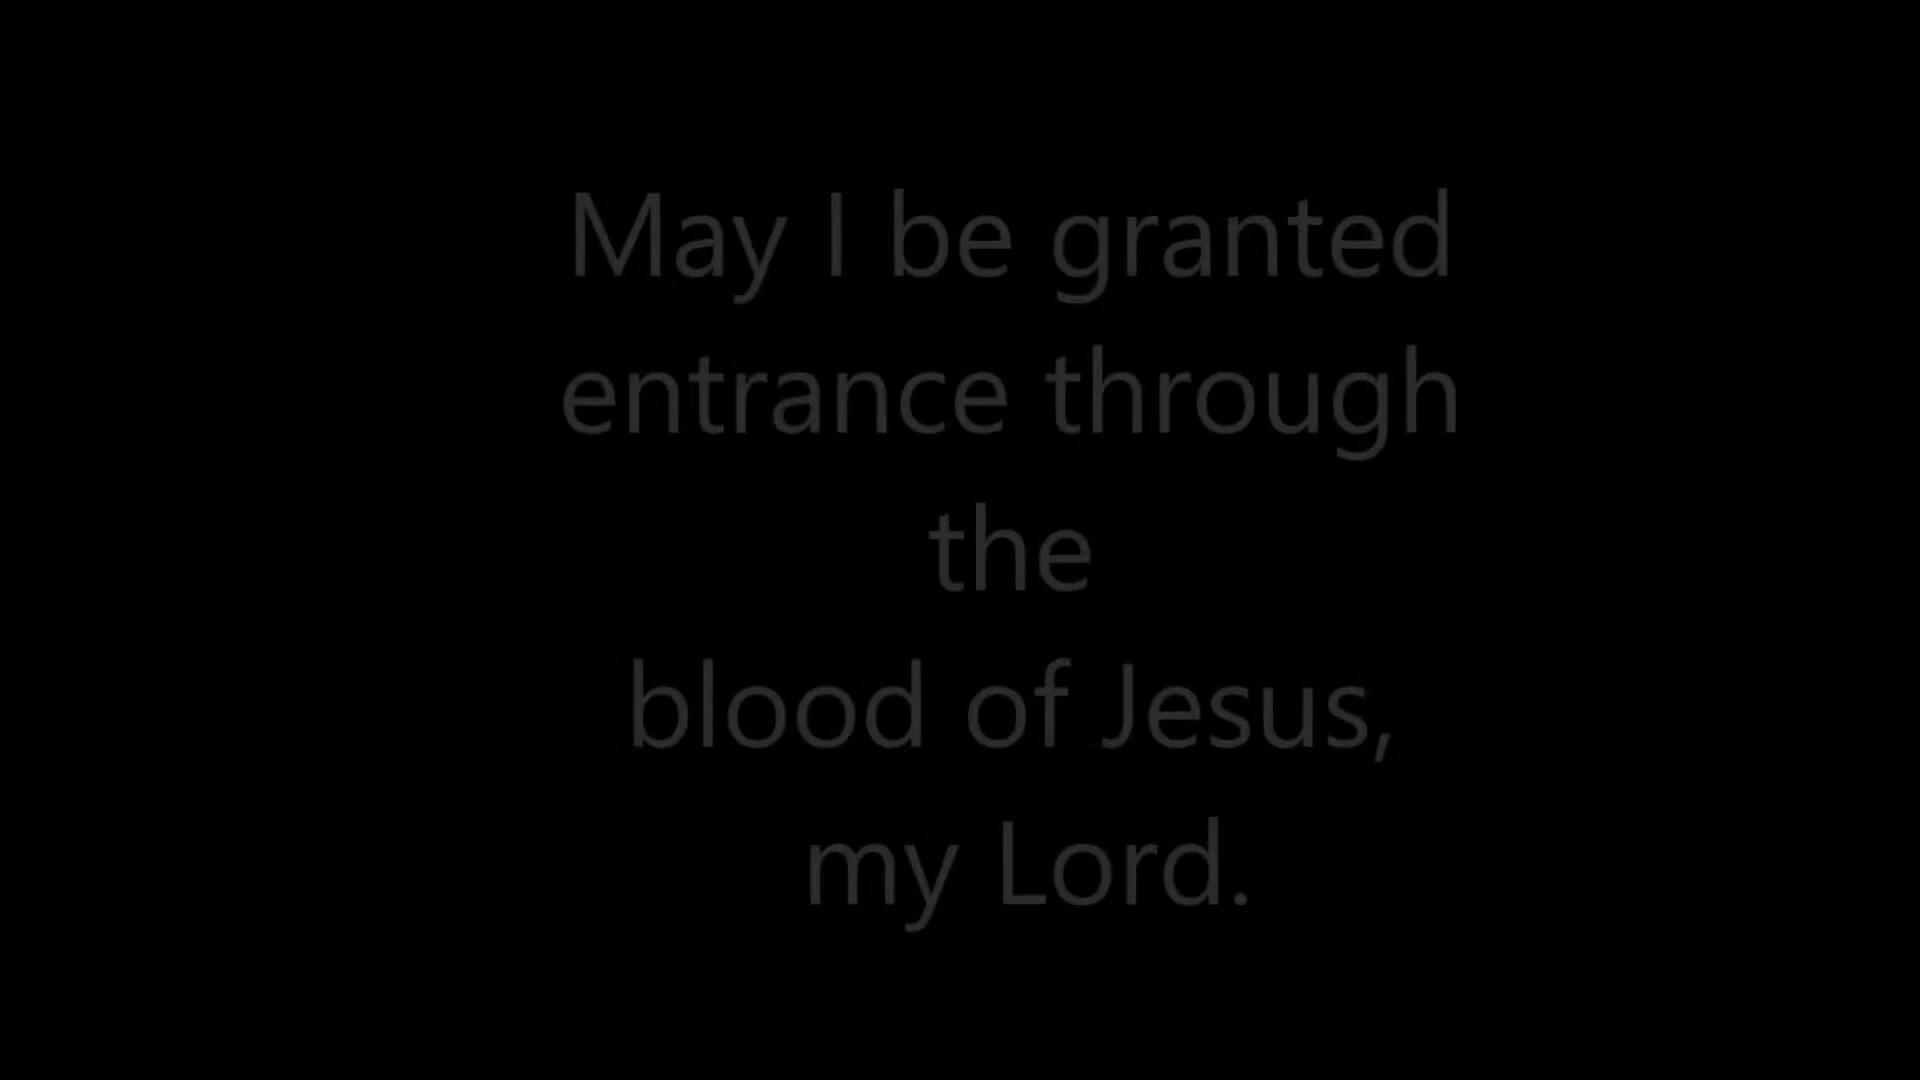 May I be granted
entrance through
the
blood of Jesus,
my Lord.